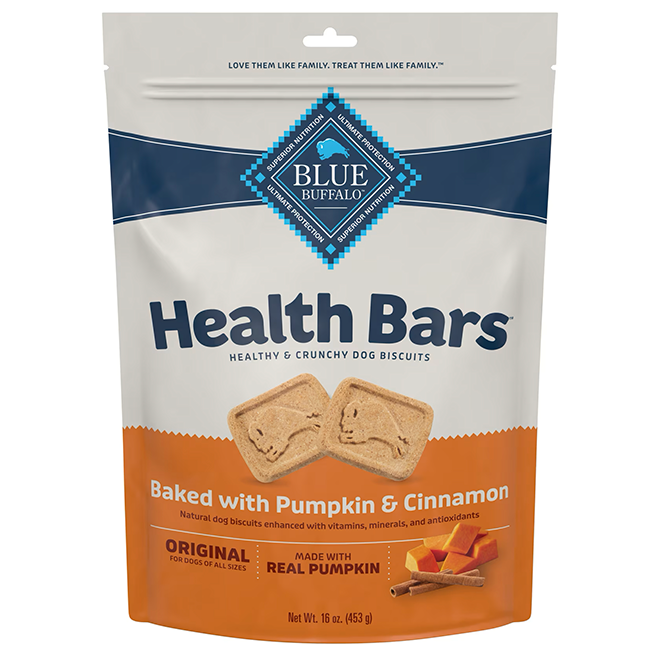 LOVE THEM LIKE FAMILY. TREAT THEM LIKE FAMILY.™
SUPERIOR NUTRITION
ULTIMATE PROTECTION
BLUE
BUFFALO™
ULTIMATE PROTECTION
SUPERIOR NUTRITION
Health Bars™
HEALTHY & CRUNCHY DOG BISCUITS
Baked with Pumpkin & Cinnamon
Natural dog biscuits enhanced with vitamins, minerals, and antioxidants
ORIGINAL
FOR DOGS OF ALL SIZES
MADE WITH
REAL PUMPKIN
Net Wt. 16 oz. (453 g)